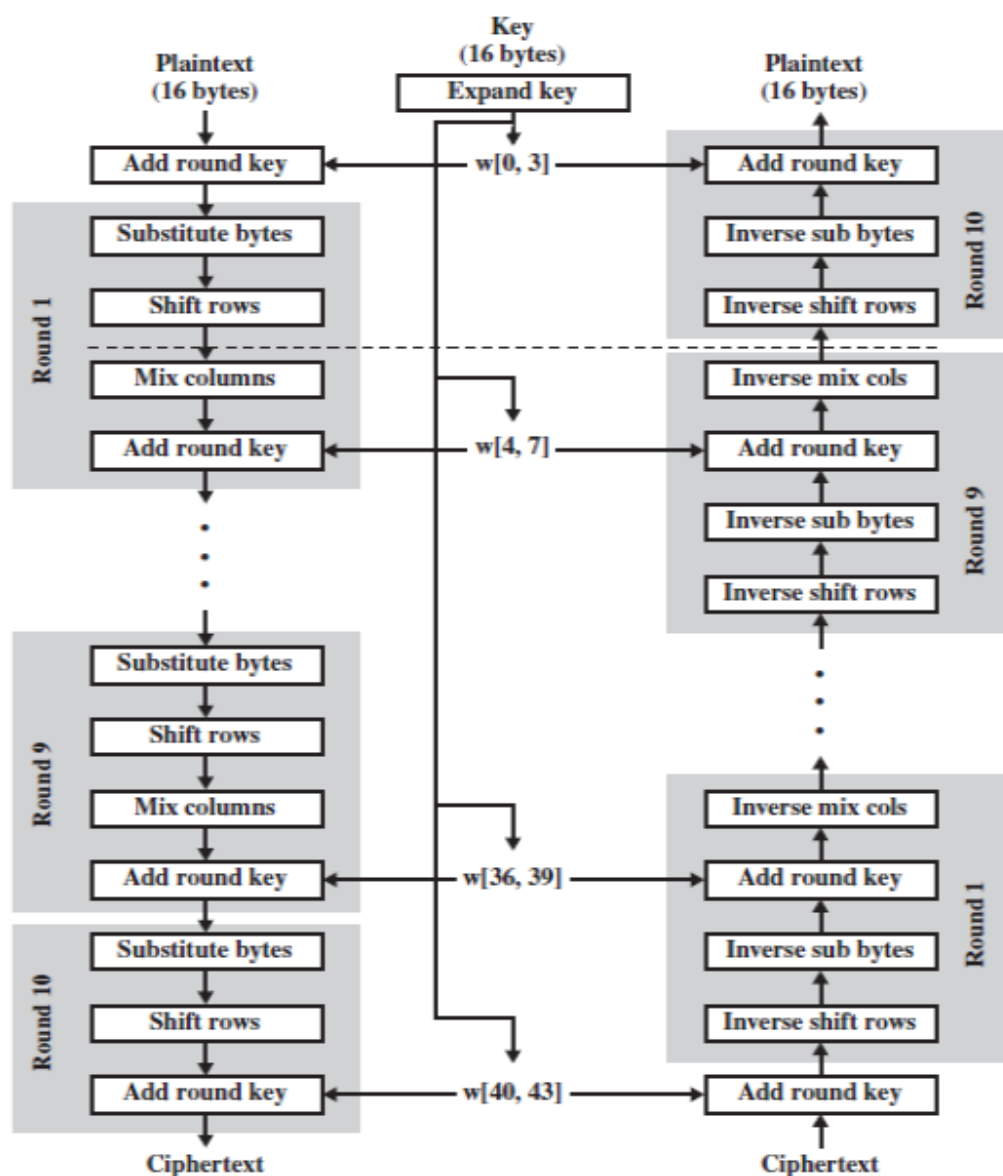 Plaintext
(16 bytes)
Key
(16 bytes)
Plaintext
(16 bytes)
Expand key
Add round key
w[0, 3]
Add round key
Round 1
Substitute bytes
Shift rows
Mix columns
Add round key
w[4, 7]
Round 10
Inverse sub bytes
Inverse shift rows
Round 9
Inverse mix cols
Add round key
Inverse sub bytes
Inverse shift rows
Round 9
Substitute bytes
Shift rows
Mix columns
Add round key
w[36, 39]
Round 1
Inverse mix cols
Add round key
Inverse sub bytes
Inverse shift rows
Round 10
Substitute bytes
Shift rows
Add round key
w[40, 43]
Add round key
Ciphertext
Ciphertext